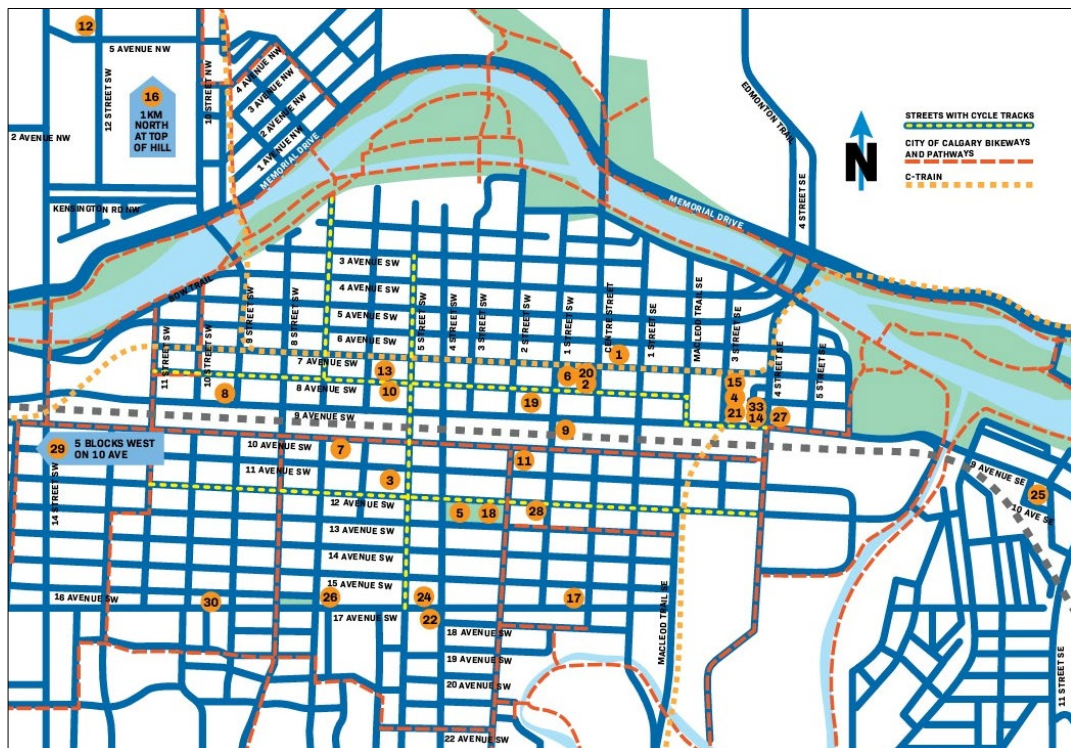 12
5 AVENUE NW
12 STREET SW
16
1KM
NORTH
AT TOP
OF HILL
10 STREET NW
4 AVENUE NW
3 AVENUE NW
2 AVENUE NW
1 AVENUE NW
MEMORIAL DRIVE
2 AVENUE NW
KENSINGTON RD NW
EDMONTON TRAIL
N
STREETS WITH CYCLE TRACKS
CITY OF CALGARY BIKEWAYS
AND PATHWAYS
C-TRAIN
4 STREET SE
MEMORIAL DRIVE
BOW TRAIL
3 AVENUE SW
4 AVENUE SW
5 AVENUE SW
6 AVENUE SW
7 AVENUE SW
8 AVENUE SW
9 AVENUE SW
11 STREET SW
10 STREET SW
9 STREET SW
8 STREET SW
5 STREET SW
4 STREET SW
3 STREET SW
2 STREET SW
1 STREET SW
CENTRE STREET
1 STREET SE
MACLEOD TRAIL SE
3 STREET SE
4 STREET SE
5 STREET SE
1
13
6
20
2
15
8
10
19
4
33
21
14
27
9
29
5 BLOCKS WEST
ON 10 AVE
7
10 AVENUE SW
11
11 AVENUE SW
3
14 STREET SW
12 AVENUE SW
5
18
28
13 AVENUE SW
14 AVENUE SW
15 AVENUE SW
16 AVENUE SW
30
26
24
17
17 AVENUE SW
22
18 AVENUE SW
19 AVENUE SW
20 AVENUE SW
22 AVENUE SW
MACLEOD TRAIL SE
9 AVENUE SE
25
10 AVE SE
11 STREET SE